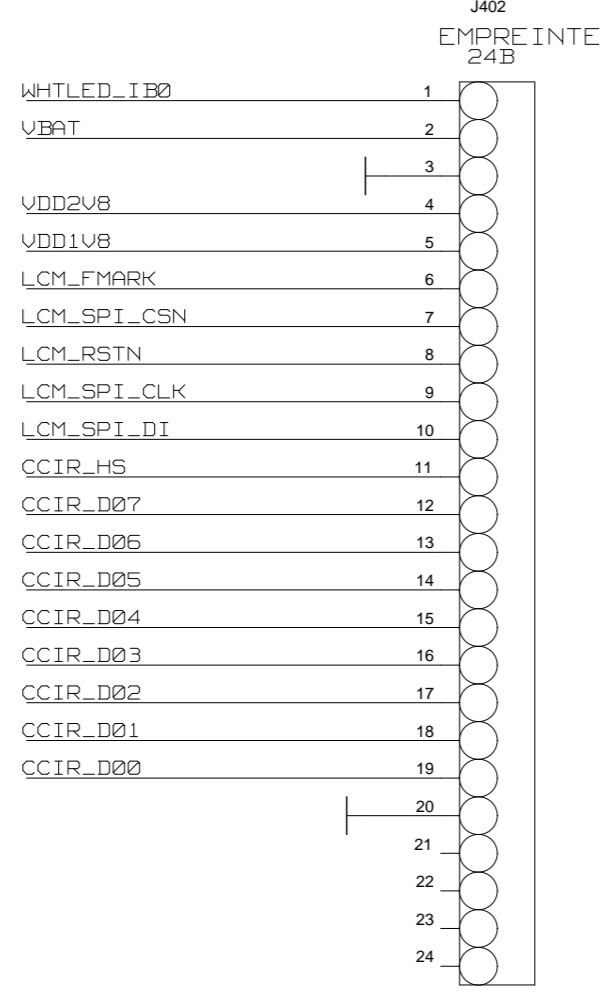 J402
EMPREINTE
24B
WHTLED_IB0 1
VBAT 2
3
VDD2V8 4
VDD1V8 5
LCM_FMARK 6
LCM_SPI_CSN 7
LCM_RSTN 8
LCM_SPI_CLK 9
LCM_SPI_DI 10
CCIR_HS 11
CCIR_D07 12
CCIR_D06 13
CCIR_D05 14
CCIR_D04 15
CCIR_D03 16
CCIR_D02 17
CCIR_D01 18
CCIR_D00 19
20
21
22
23
24